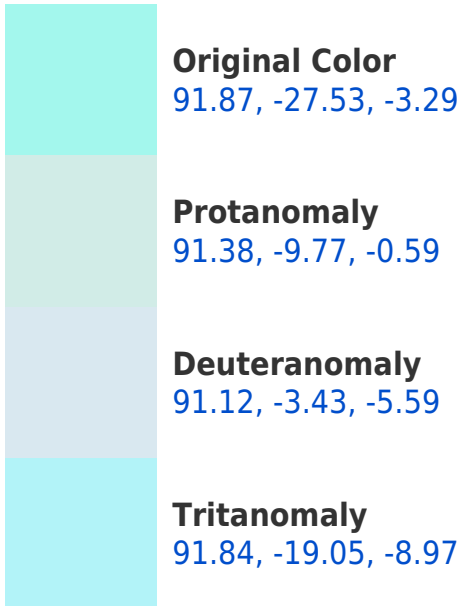 Original Color
91.87, -27.53, -3.29
Protanomaly
91.38, -9.77, -0.59
Deuteranomaly
91.12, -3.43, -5.59
Tritanomaly
91.84, -19.05, -8.97